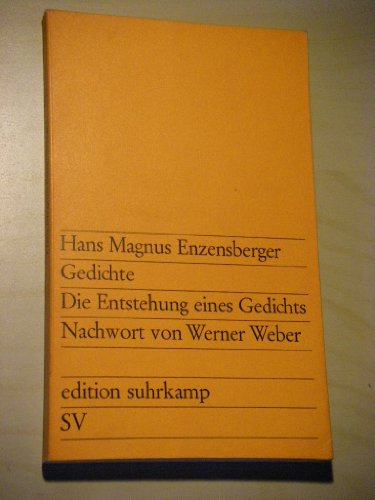 Hans Magnus Enzensberger
Gedichte
Die Entstehung eines Gedichts
Nachwort von Werner Weber
edition suhrkamp
SV